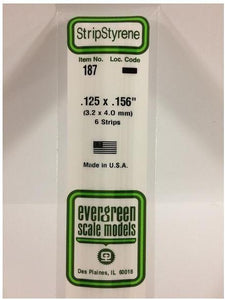 StripStyrene
Item No. Loc. Code
187
.125 x .156"
(3.2 x 4.0 mm)
6 Strips
Made in U.S.A.
evergreen
scale models
Des Plaines, IL 60018